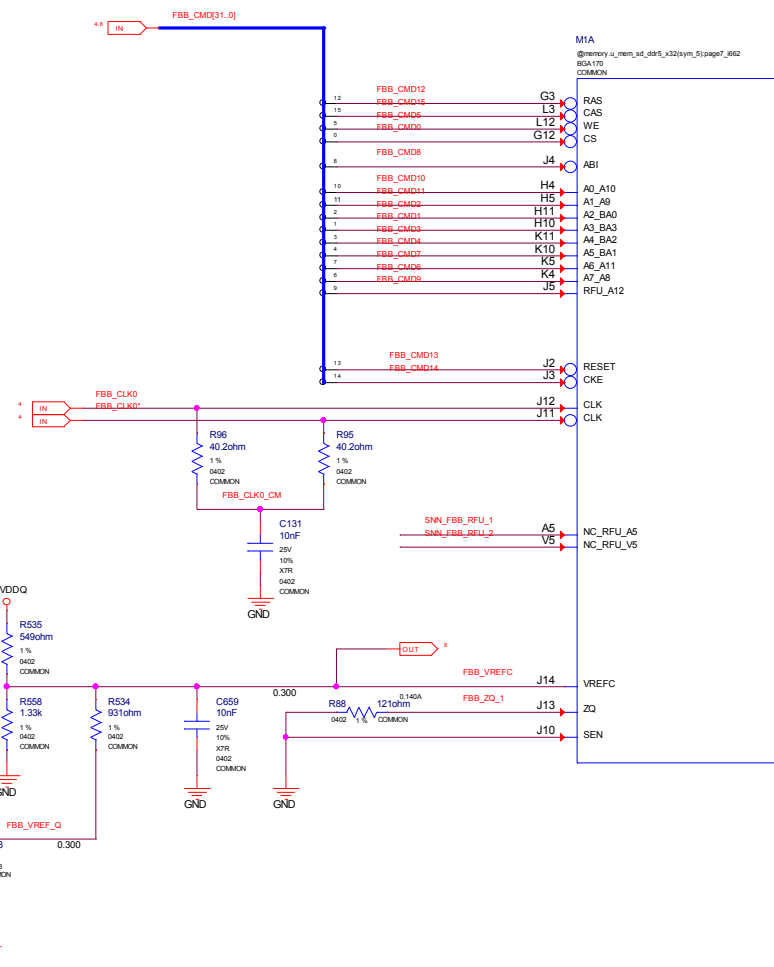 FBB_CMD[31..0]
4,8
IN
M1A
@memory.u_mem_sd_ddr5_x32(sym_5):page7_i662
BGA170
COMMON
FBB_CMD12
12
G3
RAS
FBB_CMD15
15
L3
CAS
FBB_CMD5
5
L12
WE
FBB_CMD0
0
G12
CS
FBB_CMD8
8
J4
ABI
FBB_CMD10
10
H4
A0_A10
FBB_CMD11
11
H5
A1_A9
FBB_CMD2
2
H11
A2_BA0
FBB_CMD1
1
H10
A3_BA3
FBB_CMD3
3
K11
A4_BA2
FBB_CMD4
4
K10
A5_BA1
FBB_CMD7
7
K5
A6_A11
FBB_CMD6
6
K4
A7_A8
FBB_CMD9
9
J5
RFU_A12
FBB_CMD13
13
J2
RESET
FBB_CMD14
14
J3
CKE
FBB_CLK0
4
IN
J12
CLK
FBB_CLK0*
4
IN
J11
CLK
R96
40.2ohm
1 %
0402
COMMON
R95
40.2ohm
1 %
0402
COMMON
FBB_CLK0_CM
C131
10nF
25V
10%
X7R
0402
COMMON
GND
SNN_FBB_RFU_1
A5
NC_RFU_A5
SNN_FBB_RFU_2
V5
NC_RFU_V5
VDDQ
R535
549ohm
1 %
0402
COMMON
OUT
FBB_VREFC
J14
VREFC
0.300
R558
1.33k
1 %
0402
COMMON
GND
R534
931ohm
1 %
0402
COMMON
C659
10nF
25V
10%
X7R
0402
COMMON
GND
R88
121ohm
0402
1 %
COMMON
0.140A
FBB_ZQ_1
J13
ZQ
J10
SEN
GND
FBB_VREF_Q
0.300